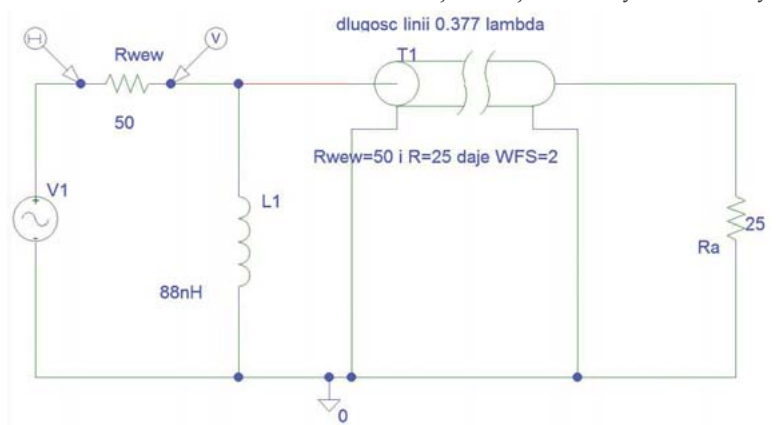 dlugosc linii 0.377 lambda
T1
Rwew
V
I
50
Rwew=50 i R=25 daje WFS=2
V1
L1
25
Ra
88nH
0